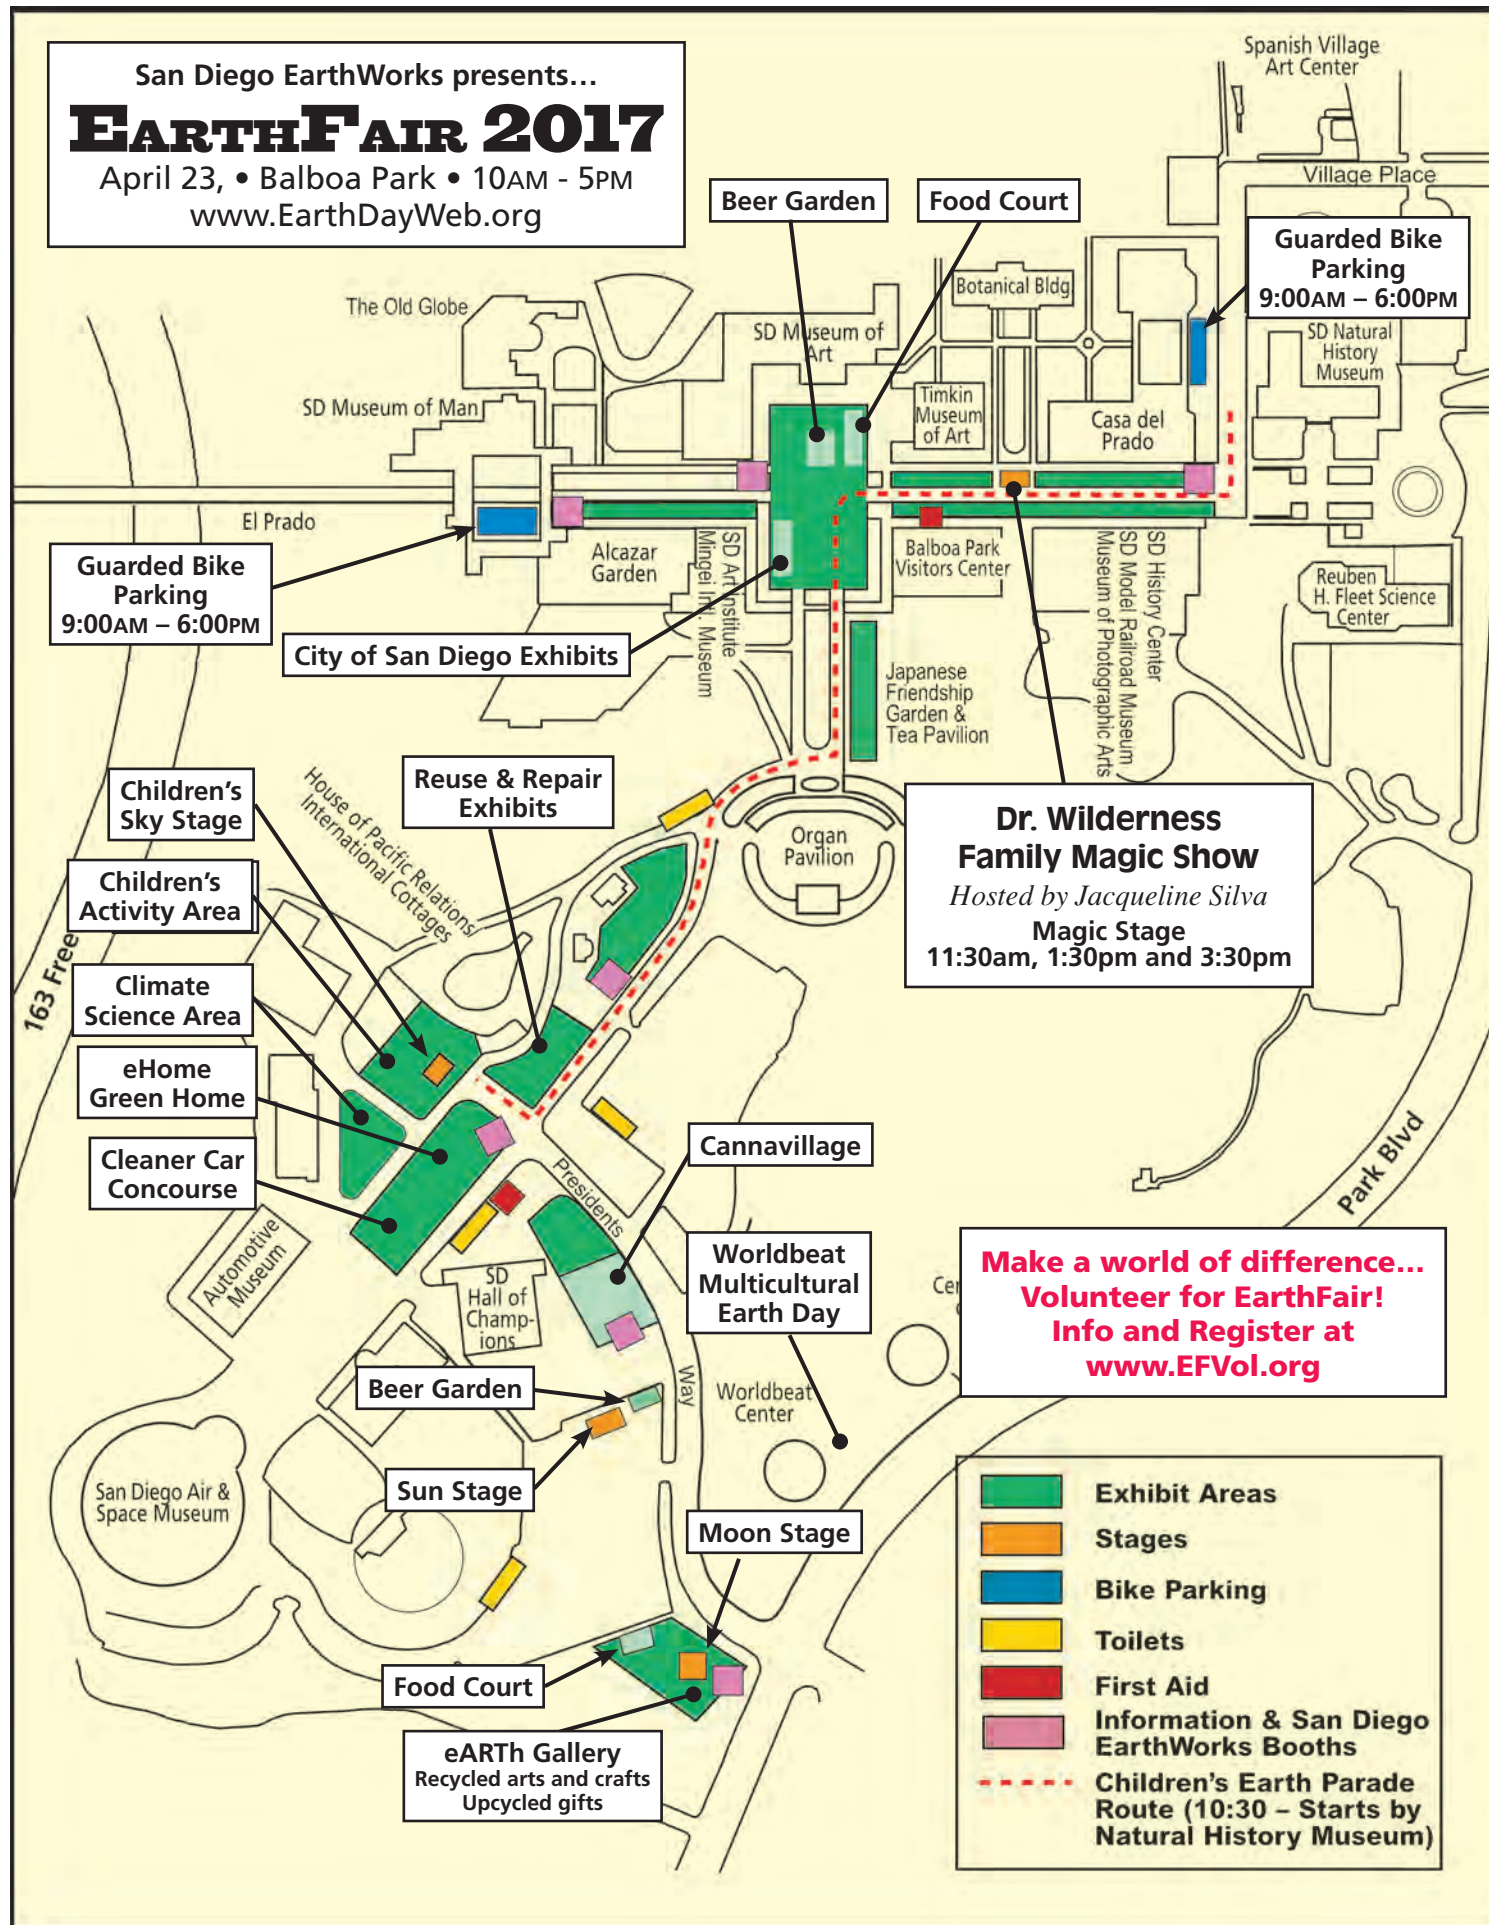 San Diego EarthWorks presents...
EARTHFAIR 2017
April 23, • Balboa Park • 10AM - 5PM
www.EarthDayWeb.org
Spanish Village
Art Center
Village Place
Beer Garden
Food Court
Guarded Bike
Parking
9:00AM – 6:00PM
The Old Globe
SD Museum of
Art
Botanical Bldg.
SD Natural
History
Museum
SD Museum of Man
Timkin
Museum
of Art
Casa del
Prado
El Prado
Guarded Bike
Parking
9:00AM – 6:00PM
Alcazar
Garden
SD Art Institute
Mingei Intl. Museum
Balboa Park
Visitors Center
SD History Center
SD Model Railroad Museum
Museum of Photographic Arts
Reuben
H. Fleet Science
Center
City of San Diego Exhibits
Japanese
Friendship
Garden &
Tea Pavilion
Children's
Sky Stage
House of Pacific Relations
International Cottages
Reuse & Repair
Exhibits
Organ
Pavilion
Dr. Wilderness
Family Magic Show
Hosted by Jacqueline Silva
Magic Stage
11:30am, 1:30pm and 3:30pm
Children's
Activity Area
163 Free
Climate
Science Area
eHome
Green Home
Cleaner Car
Concourse
Presidents
Way
Cannavillage
Park Blvd
Automotive
Museum
SD
Hall of
Champ-
ions
Worldbeat
Multicultural
Earth Day
Cen
Make a world of difference...
Volunteer for EarthFair!
Info and Register at
www.EFVol.org
Beer Garden
Worldbeat
Center
San Diego Air &
Space Museum
Sun Stage
Moon Stage
Food Court
eARTh Gallery
Recycled arts and crafts
Upcycled gifts
Exhibit Areas
Stages
Bike Parking
Toilets
First Aid
Information & San Diego
EarthWorks Booths
Children's Earth Parade
Route (10:30 – Starts by
Natural History Museum)